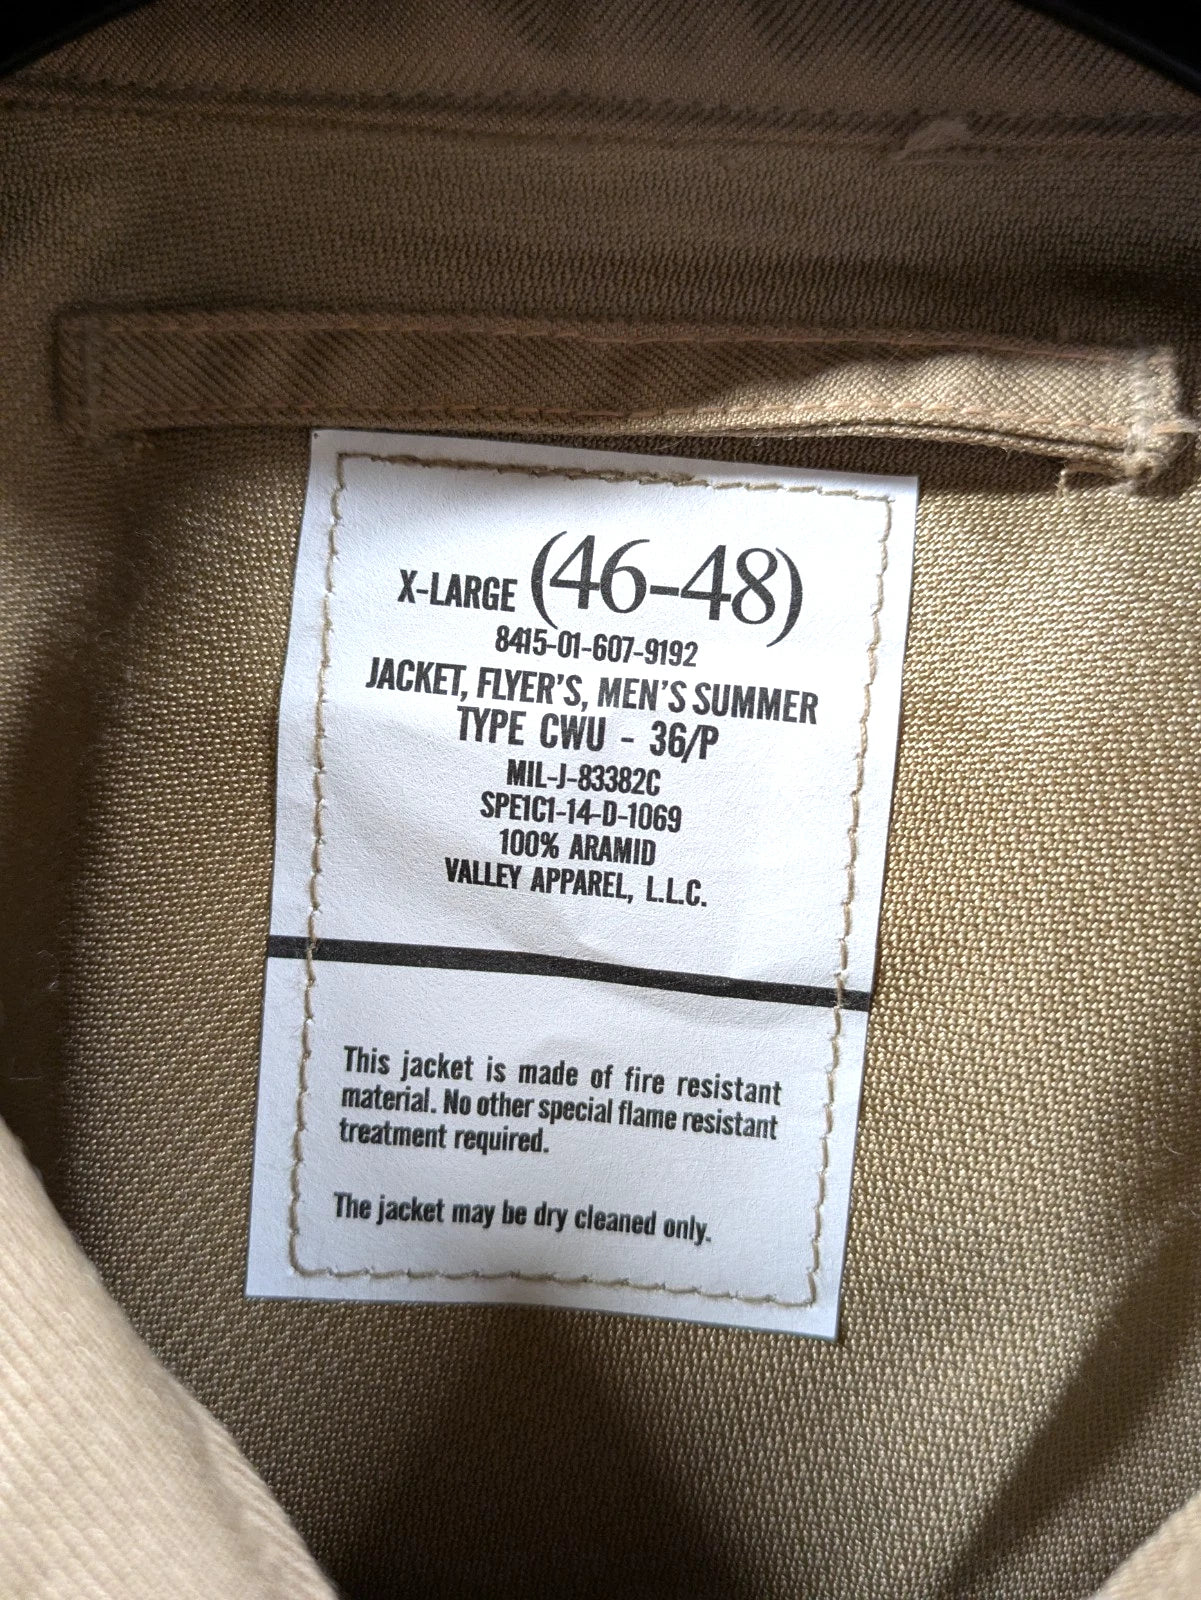 X-LARGE (46-48)
8415-01-607-9192
JACKET, FLYER'S, MEN'S SUMMER
TYPE CWU - 36/P
MIL-J-83382C
SPE1C1-14-D-1069
100% ARAMID
VALLEY APPAREL, L.L.C.
This jacket is made of fire resistant
material. No other special flame resistant
treatment required.
The jacket may be dry cleaned only.